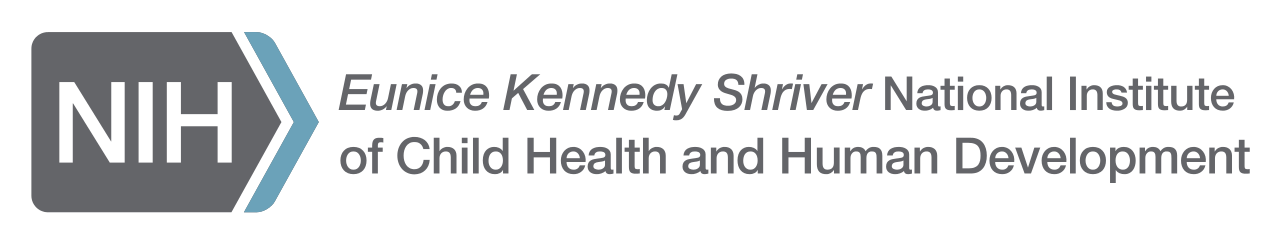 NIH
Eunice Kennedy Shriver National Institute
of Child Health and Human Development